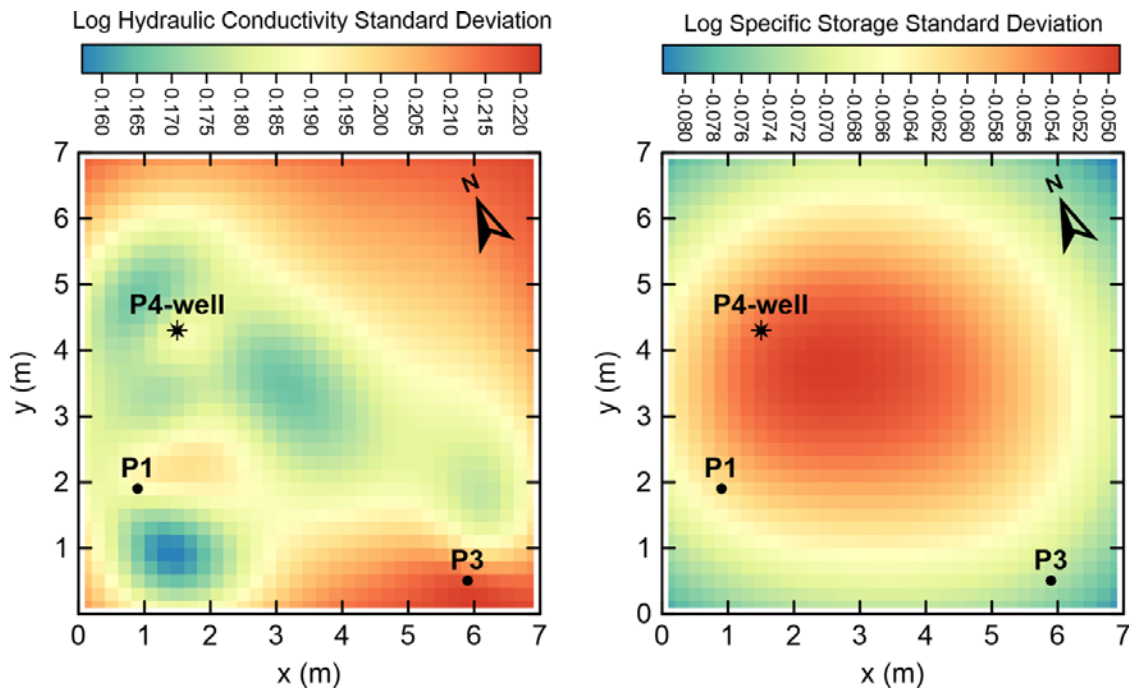 Log Hydraulic Conductivity Standard Deviation
0.160 0.165 0.170 0.175 0.180 0.185 0.190 0.195 0.200 0.205 0.210 0.215 0.220
7
6
5
4
3
2
1
0
y (m)
N
P4-well
P1
P3
0 1 2 3 4 5 6 7
x (m)
Log Specific Storage Standard Deviation
0.080 0.078 0.076 0.074 0.072 0.070 0.068 0.066 0.064 0.062 0.060 0.058 0.056 0.054 0.052 0.050
7
6
5
4
3
2
1
0
y (m)
N
P4-well
P1
P3
0 1 2 3 4 5 6 7
x (m)